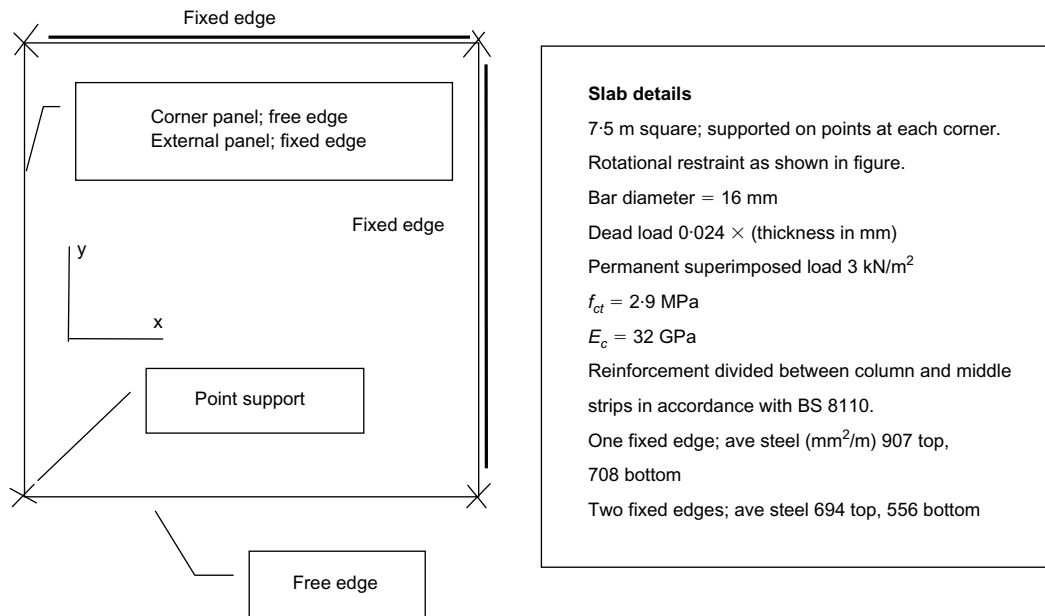 Fixed edge
Corner panel; free edge
External panel; fixed edge
Fixed edge
y
x
Point support
Free edge
Slab details
7·5 m square; supported on points at each corner.
Rotational restraint as shown in figure.
Bar diameter = 16 mm
Dead load 0·024 × (thickness in mm)
Permanent superimposed load 3 kN/m²
f_ct = 2·9 MPa
E_c = 32 GPa
Reinforcement divided between column and middle
strips in accordance with BS 8110.
One fixed edge; ave steel (mm²/m) 907 top,
708 bottom
Two fixed edges; ave steel 694 top, 556 bottom